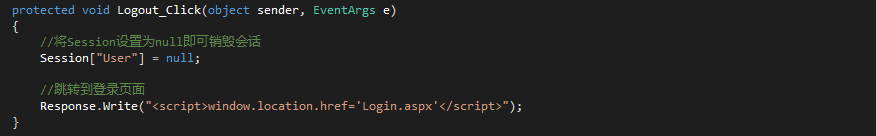 protected void Logout_Click(object sender, EventArgs e)
{
//将Session设置为null即可销毁会话
Session["User"] = null;
//跳转到登录页面
Response.Write("<script>window.location.href='Login.aspx'</script>");
}